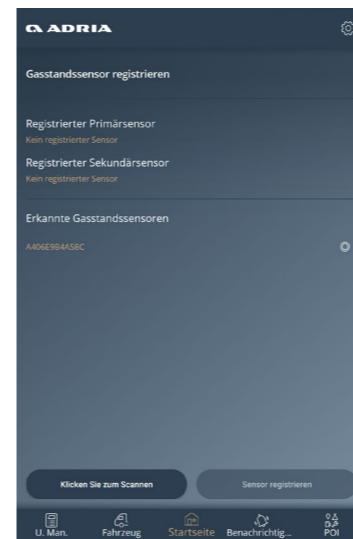 ADRIA
Gasstandssensor registrieren
Registrierter Primärsensor
Kein registrierter Sensor
Registrierter Sekundärsensor
Kein registrierter Sensor
Erkannte Gasstandssensoren
A406E9B4A5BC
Klicken Sie zum Scannen
Sensor registrieren
U. Man.
Fahrzeug
Startseite
Benachrichtig...
POI